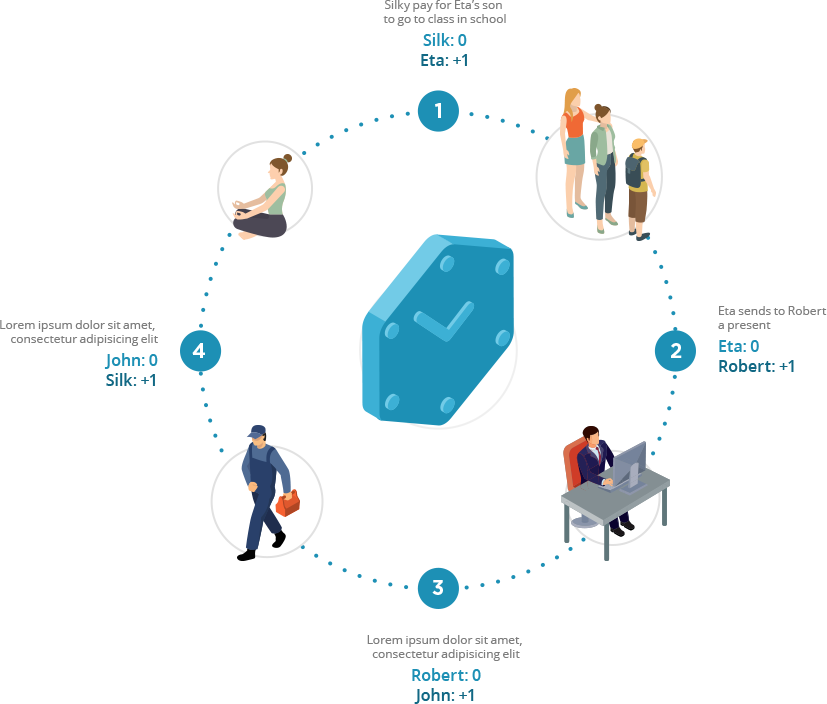 Silky pay for Eta's son
to go to class in school
Silk: 0
Eta: +1
1
Eta sends to Robert
a present
Eta: 0
Robert: +1
2
3
Lorem ipsum dolor sit amet,
consectetur adipisicing elit
Robert: 0
John: +1
Lorem ipsum dolor sit amet,
consectetur adipisicing elit
John: 0
Silk: +1
4